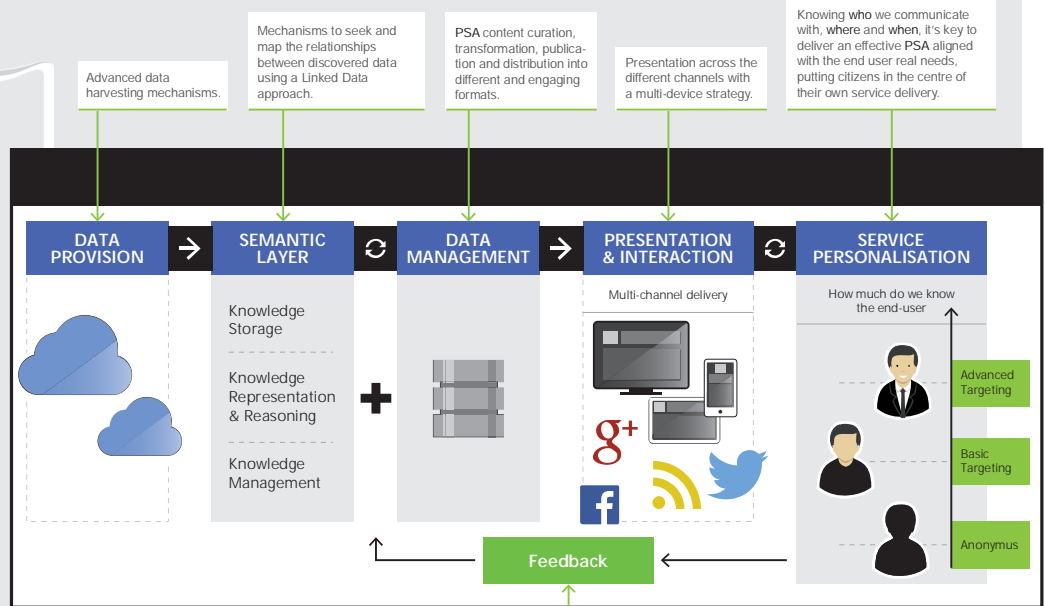 Advanced data
harvesting mechanisms.
Mechanisms to seek and
map the relationships
between discovered data
using a Linked Data
approach.
PSA content curation,
transformation, publica-
tion and distribution into
different and engaging
formats.
Presentation across the
different channels with
a multi-device strategy.
Knowing who we communicate
with, where and when, it's key to
deliver an effective PSA aligned
with the end user real needs,
putting citizens in the centre of
their own service delivery.
DATA
PROVISION
SEMANTIC
LAYER
DATA
MANAGEMENT
PRESENTATION
& INTERACTION
SERVICE
PERSONALISATION
Knowledge
Storage
Knowledge
Representation
& Reasoning
Knowledge
Management
Multi-channel delivery
g+
f
How much do we know
the end-user
Advanced
Targeting
Basic
Targeting
Anonymus
Feedback